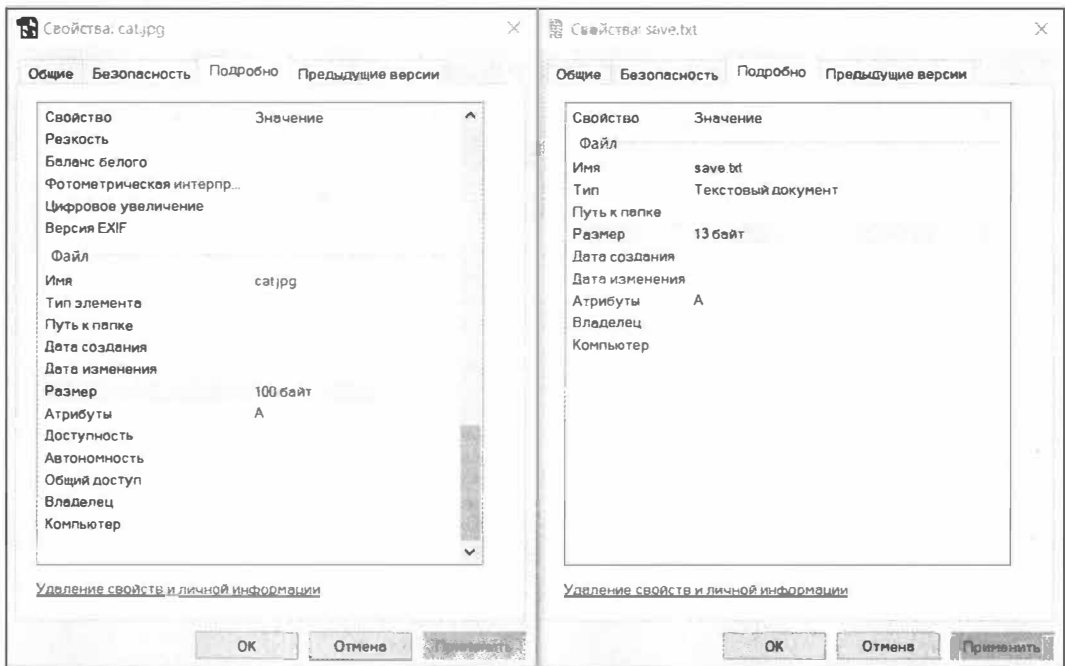 Свойства: cat.jpg
Общие Безопасность Подробно Предыдущие версии
Свойство Значение
Резкость
Баланс белого
Фотометрическая интерпр...
Цифровое увеличение
Версия EXIF
Файл
Имя cat.jpg
Тип элемента
Путь к папке
Дата создания
Дата изменения
Размер 100 байт
Атрибуты A
Доступность
Автономность
Общий доступ
Владелец
Компьютер
Удаление свойств и личной информации
ОК Отмена Применить
Свойства: save.txt
Общие Безопасность Подробно Предыдущие версии
Свойство Значение
Файл
Имя save.txt
Тип Текстовый документ
Путь к папке
Размер 13 байт
Дата создания
Дата изменения
Атрибуты A
Владелец
Компьютер
Удаление свойств и личной информации
ОК Отмена Применить